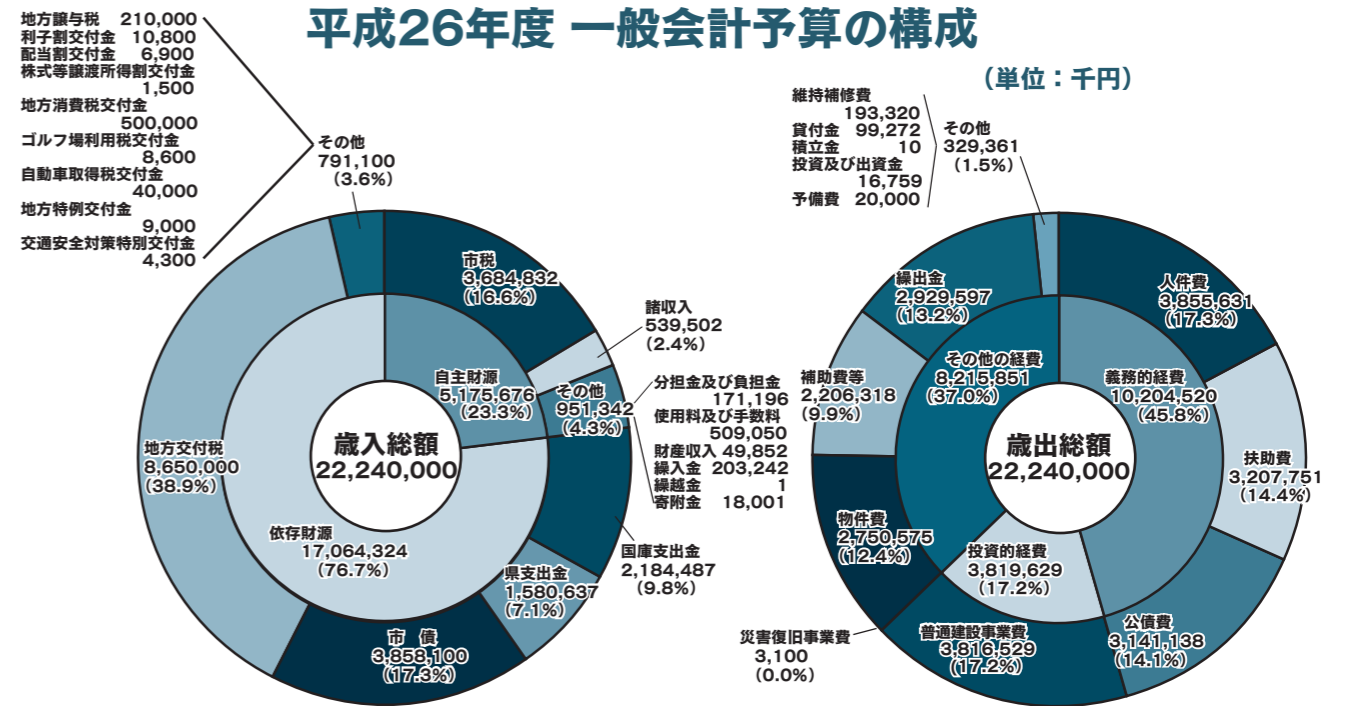 平成26年度 一般会計予算の構成
（単位：千円）
地方譲与税 210,000
利子割交付金 10,800
配当割交付金 6,900
株式等譲渡所得割交付金
1,500
地方消費税交付金
500,000
ゴルフ場利用税交付金
8,600
自動車取得税交付金
40,000
地方特例交付金
9,000
交通安全対策特別交付金
4,300
その他
791,100
（3.6%）
市税
3,684,832
（16.6%）
諸収入
539,502
（2.4%）
自主財源
5,175,676
（23.3%）
その他
951,342
（4.3%）
分担金及び負担金
171,196
使用料及び手数料
509,050
財産収入 49,852
繰入金 203,242
繰越金 1
寄附金 18,001
地方交付税
8,650,000
（38.9%）
歳入総額
22,240,000
依存財源
17,064,324
（76.7%）
国庫支出金
2,184,487
（9.8%）
県支出金
1,580,637
（7.1%）
市 債
3,858,100
（17.3%）
維持補修費
193,320
貸付金 99,272
積立金 10
投資及び出資金
16,759
予備費 20,000
その他
329,361
（1.5%）
繰出金
2,929,597
（13.2%）
人件費
3,855,631
（17.3%）
その他の経費
8,215,851
（37.0%）
義務的経費
10,204,520
（45.8%）
補助費等
2,206,318
（9.9%）
歳出総額
22,240,000
扶助費
3,207,751
（14.4%）
物件費
2,750,575
（12.4%）
投資的経費
3,819,629
（17.2%）
災害復旧事業費
3,100
（0.0%）
普通建設事業費
3,816,529
（17.2%）
公債費
3,141,138
（14.1%）